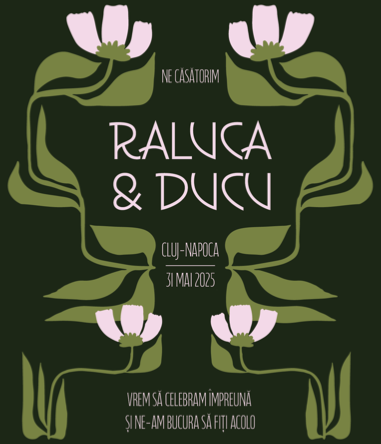 NE CĂSĂTORIM
RALUCA
& DUCU
CLUJ-NAPOCA
31 MAI 2025
VREM SĂ CELEBRAM ÎMPREUNĂ
ȘI NE-AM BUCURA SĂ FIȚI ACOLO